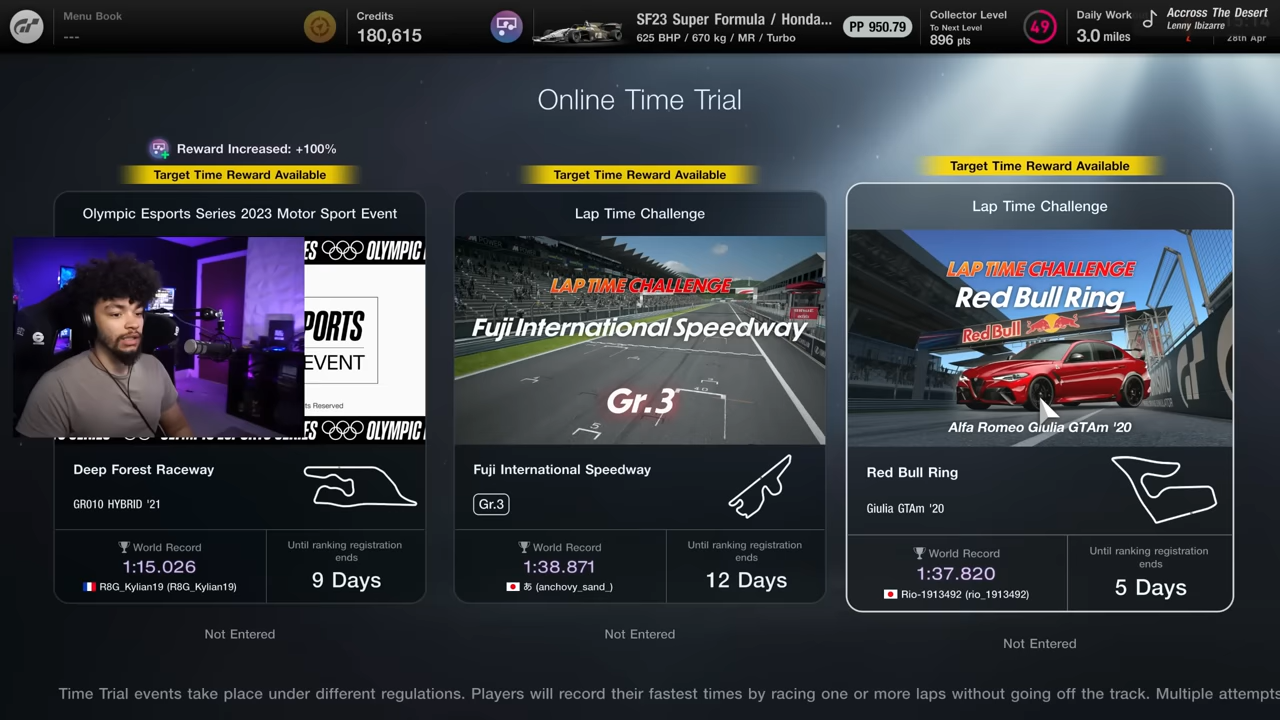 Menu Book
---
Credits
180,615
SF23 Super Formula / Honda...
625 BHP / 670 kg / MR / Turbo
PP 950.79
Collector Level
To Next Level
896 pts
49
Daily Work
3.0 miles
Accross The Desert
Lenny Ibizarre
28th Apr
Online Time Trial
Reward Increased: +100%
Target Time Reward Available
Olympic Esports Series 2023 Motor Sport Event
OLYMPIC
PORTS
EVENT
ts Reserved
OLYMPIC ESPORTS SERIES
OLYMPIC
Deep Forest Raceway
GR010 HYBRID '21
World Record
1:15.026
R8G_Kylian19 (R8G_Kylian19)
Until ranking registration
ends
9 Days
Not Entered
Target Time Reward Available
Lap Time Challenge
LAP TIME CHALLENGE
Fuji International Speedway
Gr.3
Fuji International Speedway
Gr.3
World Record
1:38.871
あ (anchovy_sand_)
Until ranking registration
ends
12 Days
Not Entered
Target Time Reward Available
Lap Time Challenge
LAP TIME CHALLENGE
Red Bull Ring
Red Bull
Alfa Romeo Giulia GTAm '20
Red Bull Ring
Giulia GTAm '20
World Record
1:37.820
Rio-1913492 (rio_1913492)
Until ranking registration
ends
5 Days
Not Entered
Time Trial events take place under different regulations. Players will record their fastest times by racing one or more laps without going off the track. Multiple attempts